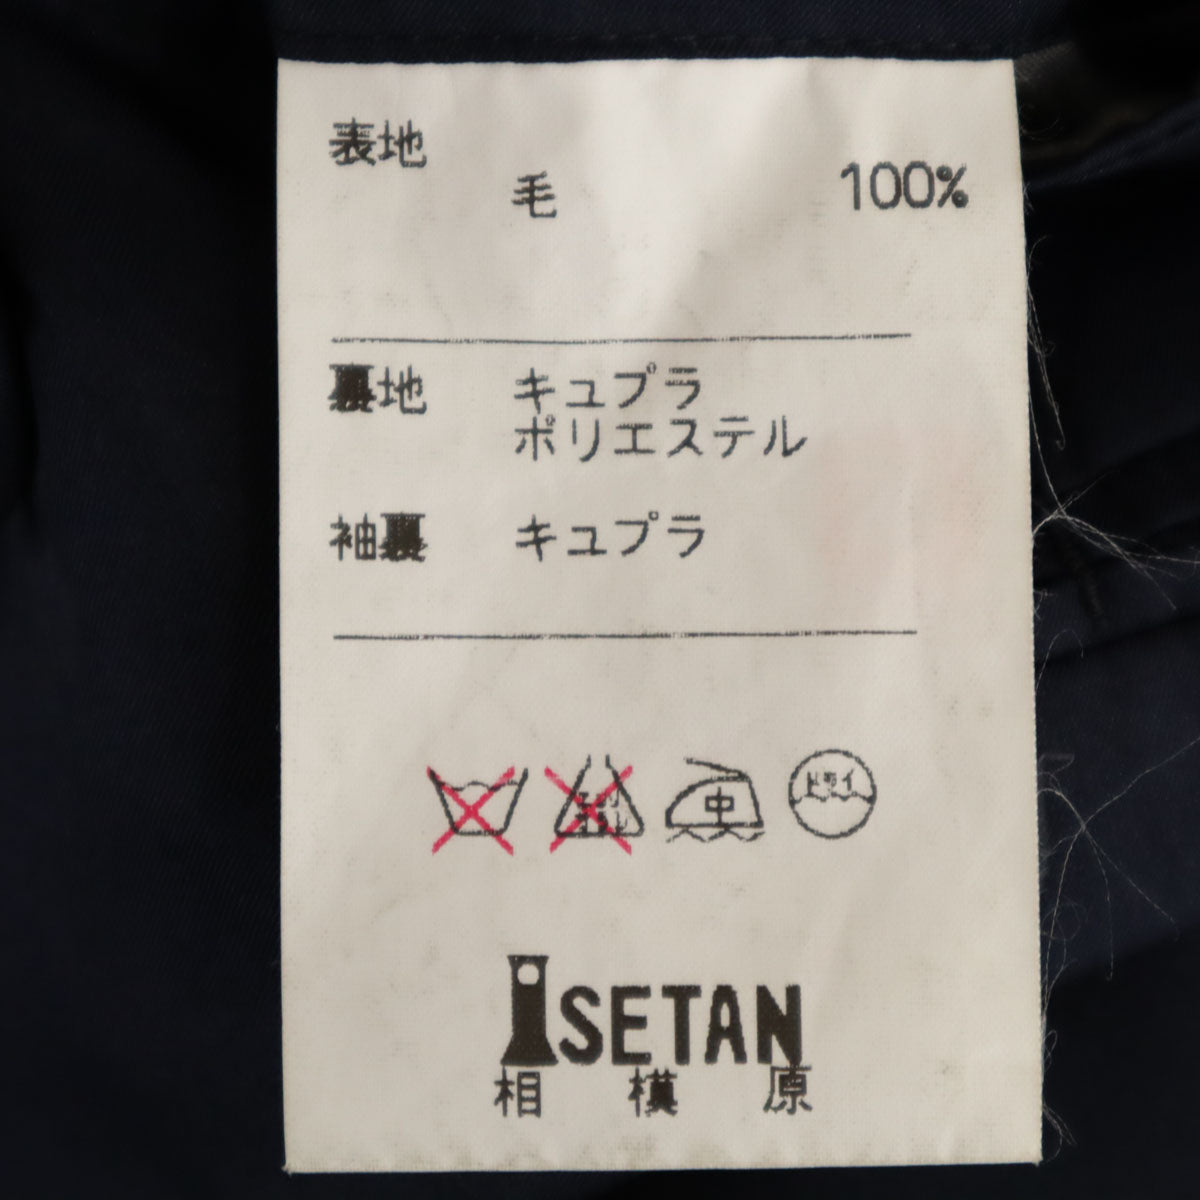 表地
毛 100%
裏地 キュプラ
ポリエステル
袖裏 キュプラ
中 ドライ
ISETAN
相模原